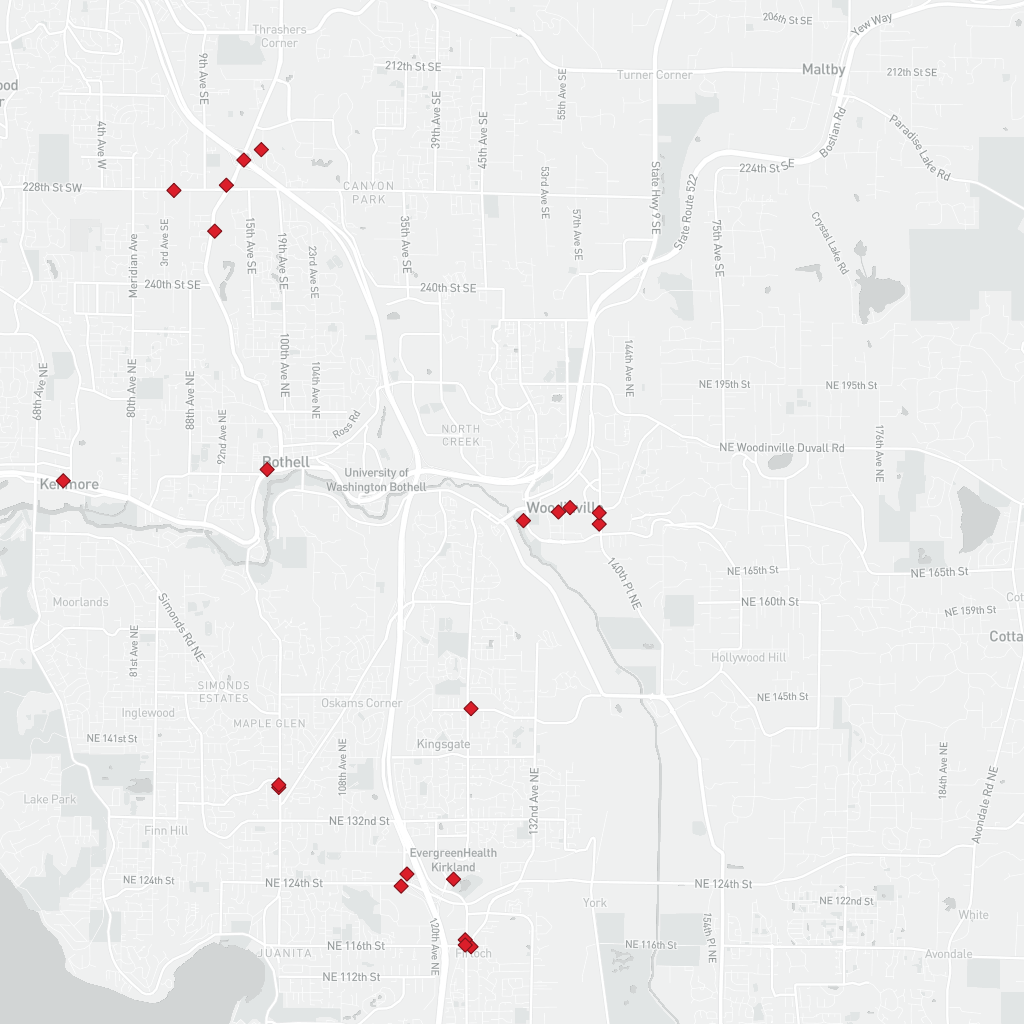 206th St SE
Yew Way
Thrashers
Corner
9th Ave SE
212th St SE
Turner Corner
Maltby
212th St SE
ood
r
39th Ave SE
45th Ave SE
55th Ave SE
Bostian Rd
Paradise Lake Rd
4th Ave W
224th St SE
228th St SW
CANYON
PARK
53rd Ave SE
57th Ave SE
State Hwy 9 SE
State Route 522
75th Ave SE
Crystal Lake Rd
Meridian Ave
3rd Ave SE
15th Ave SE
19th Ave SE
23rd Ave SE
35th Ave SE
240th St SE
240th St SE
68th Ave NE
80th Ave NE
88th Ave NE
92nd Ave NE
100th Ave NE
104th Ave NE
144th Ave NE
NE 195th St
NE 195th St
Ross Rd
NORTH
CREEK
NE Woodinville Duvall Rd
176th Ave NE
Bothell
University of
Washington Bothell
Kenmore
Woodinville
NE 165th St
NE 165th St
140th Pl NE
Moorlands
Simonds Rd NE
NE 160th St
NE 159th St
Cot
Cotta
81st Ave NE
Hollywood Hill
SIMONDS
ESTATES
Oskams Corner
NE 145th St
Inglewood
MAPLE GLEN
NE 141st St
Kingsgate
108th Ave NE
132nd Ave NE
184th Ave NE
Avondale Rd NE
Lake Park
Finn Hill
NE 132nd St
EvergreenHealth
Kirkland
NE 124th St
NE 124th St
NE 124th St
York
NE 122nd St
White
120th Ave NE
154th Pl NE
JUANITA
NE 116th St
NE 116th St
Firloch
Avondale
NE 112th St